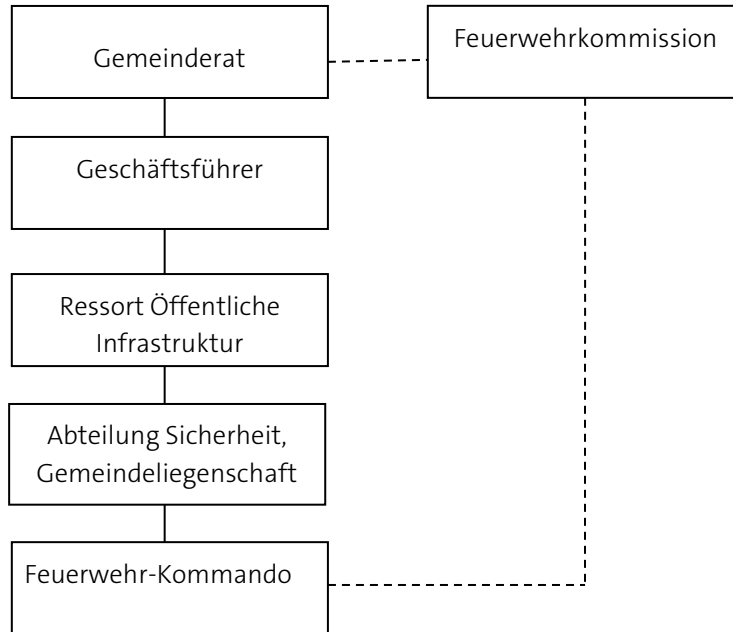 Gemeinderat
Feuerwehrkommission
Geschäftsführer
Ressort Öffentliche
Infrastruktur
Abteilung Sicherheit,
Gemeindeliegenschaft
Feuerwehr-Kommando